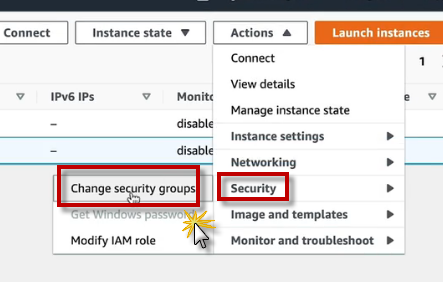 Connect
Instance state
Actions
Launch instances
1
Connect
View details
IPv6 IPs
Monito
e
Manage instance state
–
disable
Instance settings
–
disable
Networking
Change security groups
Security
Get Windows password
Image and templates
Modify IAM role
Monitor and troubleshoot